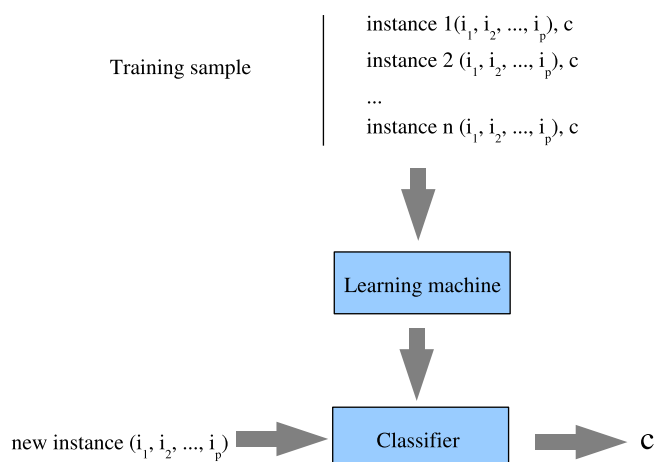 instance 1(i₁, i₂, ..., iₚ), c
Training sample
instance 2 (i₁, i₂, ..., iₚ), c
...
instance n (i₁, i₂, ..., iₚ), c
Learning machine
new instance (i₁, i₂, ..., iₚ)
Classifier
c